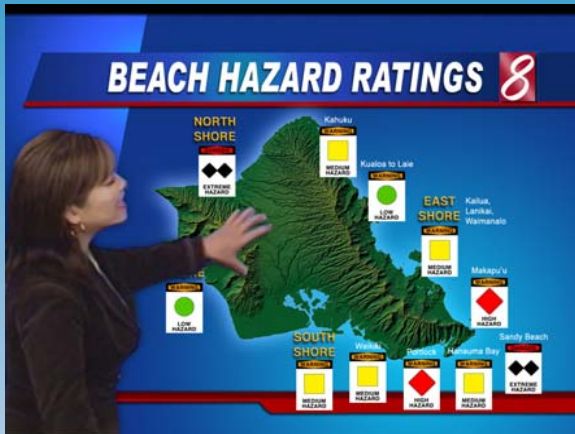 BEACH HAZARD RATINGS 8
NORTH
SHORE
EXTREME
HAZARD
Kahuku
WARNING
MEDIUM
HAZARD
Kualoa to Laie
WARNING
LOW
HAZARD
EAST
SHORE
Kailua,
Lanikai,
Waimanalo
WARNING
MEDIUM
HAZARD
Makapu'u
WARNING
HIGH
HAZARD
WARNING
LOW
HAZARD
SOUTH
SHORE
WARNING
MEDIUM
HAZARD
Waikiki
WARNING
MEDIUM
HAZARD
Portlock
WARNING
HIGH
HAZARD
Hanauma Bay
WARNING
MEDIUM
HAZARD
Sandy Beach
EXTREME
HAZARD